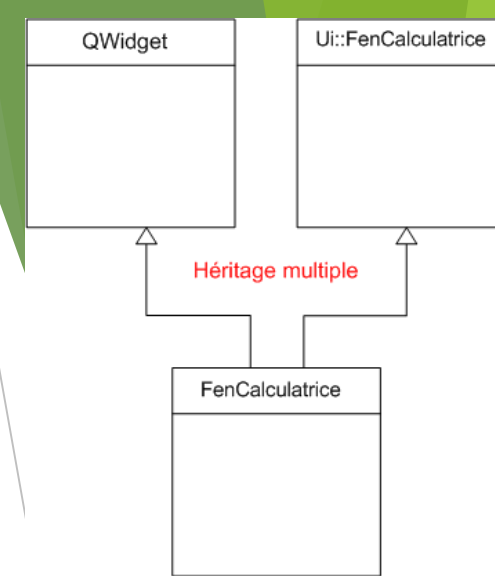 QWidget
Ui::FenCalculatrice
Héritage multiple
FenCalculatrice